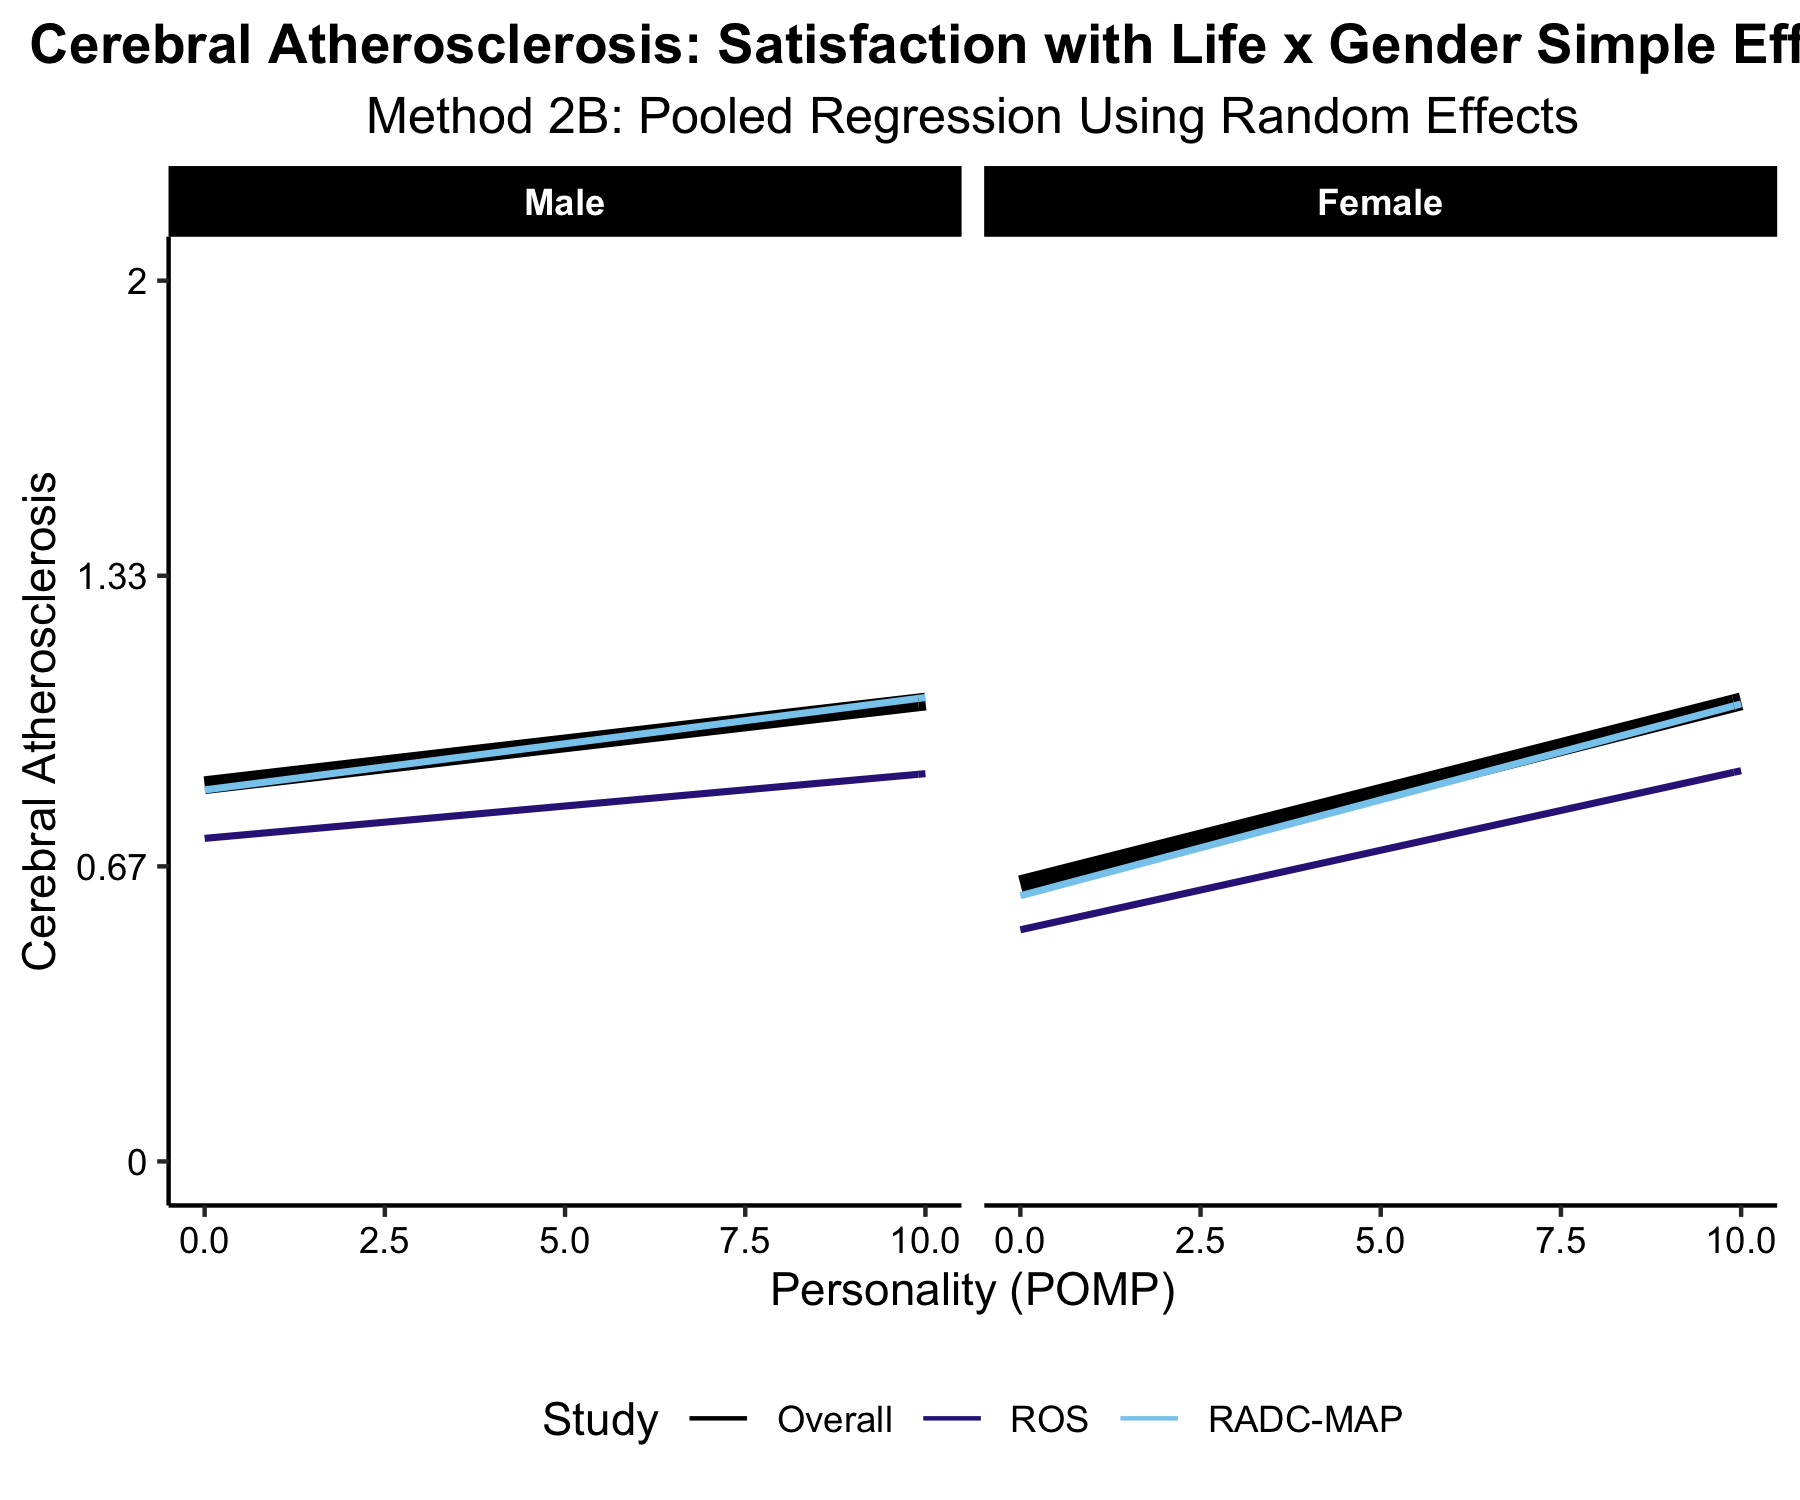 Cerebral Atherosclerosis: Satisfaction with Life x Gender Simple Eff
Method 2B: Pooled Regression Using Random Effects
Male
Female
Cerebral Atherosclerosis
2
1.33
0.67
0
0.0 2.5 5.0 7.5 10.0 0.0 2.5 5.0 7.5 10.0
Personality (POMP)
Study Overall ROS RADC-MAP